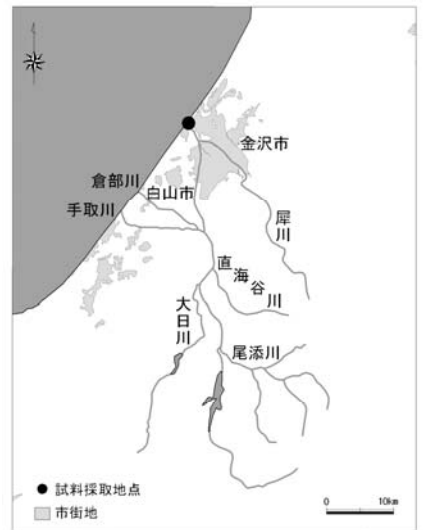 金沢市
倉部川
白山市
手取川
犀川
直海谷川
大日川
尾添川
● 試料採取地点
市街地
0 10km